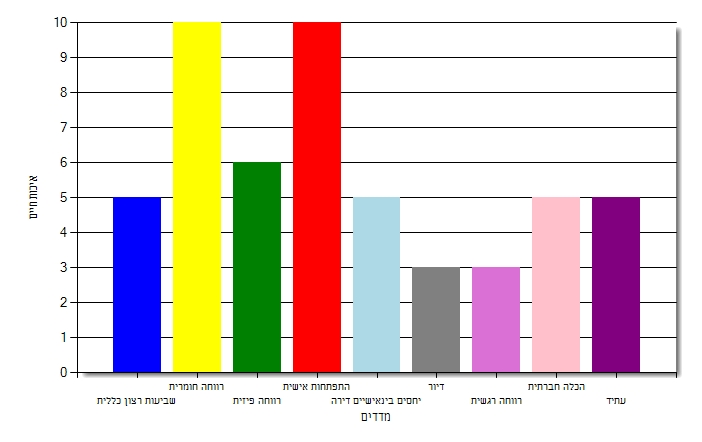 10
9
8
7
6
5
4
3
2
1
0
איכות חיים
רווחה חומרית התפתחות אישית דיור הכלה חברתית
שביעות רצון כללית רווחה פיזית יחסים בינאישיים דירה רווחה רגשית עתיד
מדדים